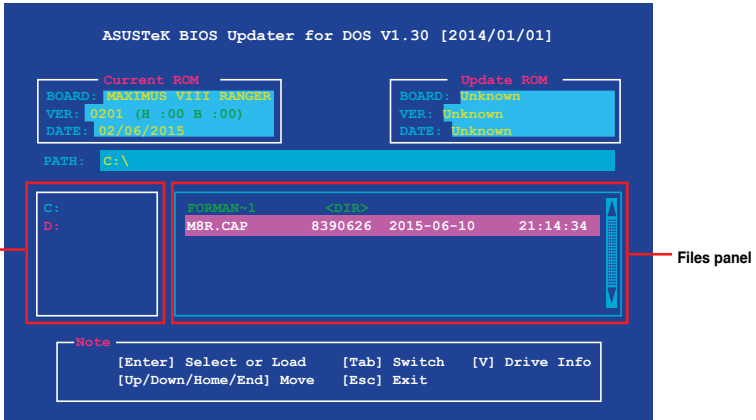 ASUSTeK BIOS Updater for DOS V1.30 [2014/01/01]
Current ROM
BOARD: MAXIMUS VIII RANGER
VER: 0201 (H :00 B :00)
DATE: 02/06/2015
Update ROM
BOARD: Unknown
VER: Unknown
DATE: Unknown
PATH: C:\
C:
D:
FORMAN~1 <DIR>
M8R.CAP 8390626 2015-06-10 21:14:34
Files panel
Note
[Enter] Select or Load [Tab] Switch [V] Drive Info
[Up/Down/Home/End] Move [Esc] Exit